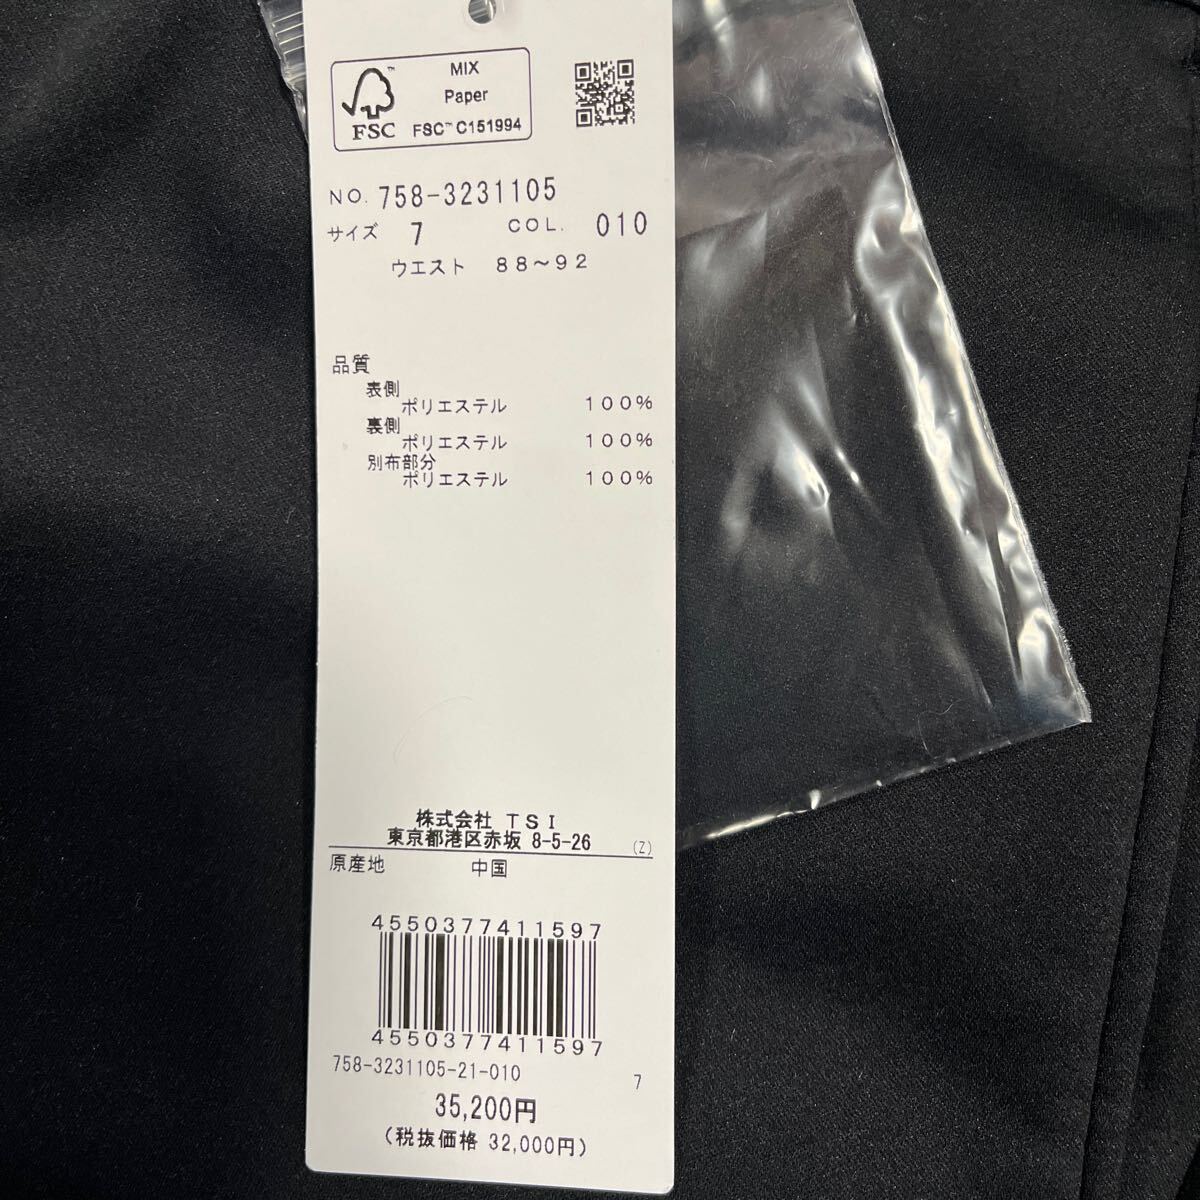 MIX
Paper
FSC™ C151994
FSC
NO. 758-3231105
サイズ 7 COL. 010
ウエスト 88～92
品質
表側
ポリエステル 100%
裏側
ポリエステル 100%
別布部分
ポリエステル 100%
株式会社 TSI
東京都港区赤坂 8-5-26 (Z)
原産地 中国
4550377411597
4550377411597
758-3231105-21-010 7
35,200円
(税抜価格 32,000円)